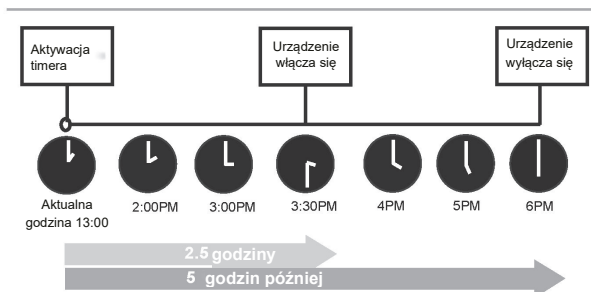 Aktywacja
timera
Urządzenie
włącza się
Urządzenie
wyłącza się
Aktualna
godzina 13:00
2:00PM
3:00PM
3:30PM
4PM
5PM
6PM
2.5 godziny
5 godzin później